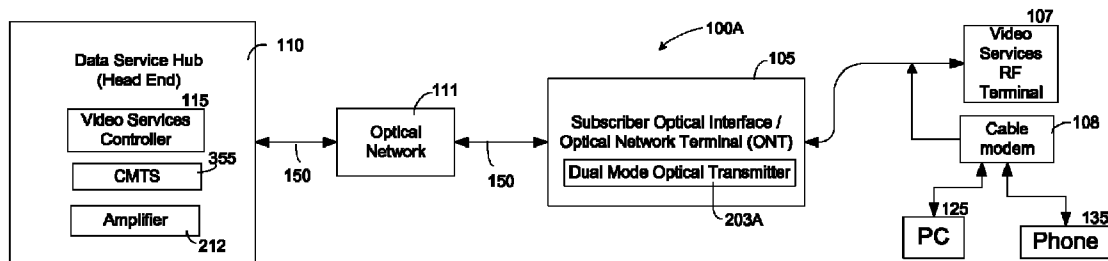 110
Data Service Hub
(Head End)
115
Video Services
Controller
355
CMTS
Amplifier
212
150
111
Optical
Network
150
100A
105
Subscriber Optical Interface /
Optical Network Terminal (ONT)
Dual Mode Optical Transmitter
203A
107
Video
Services
RF
Terminal
108
Cable
modem
125
PC
135
Phone